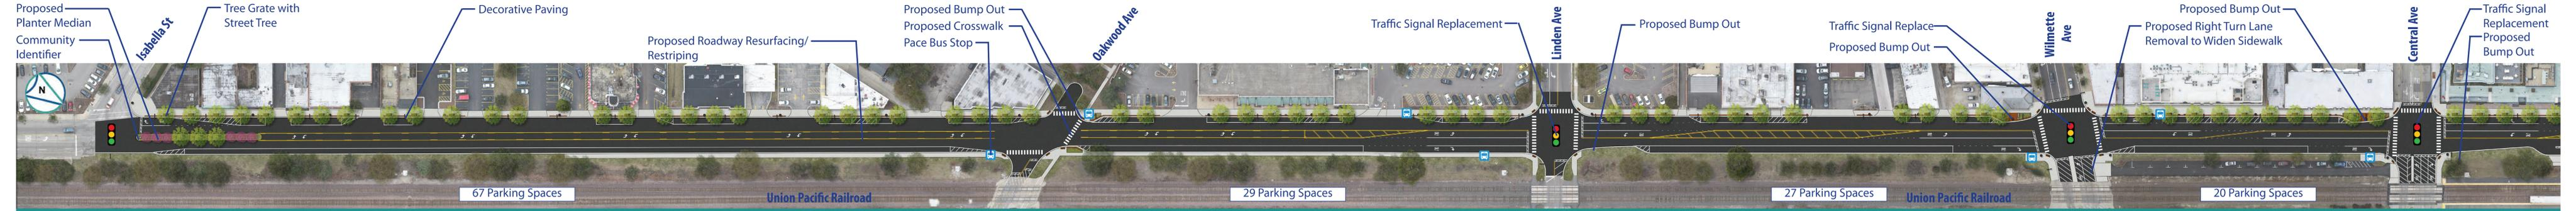 Proposed
Planter Median
Community
Identifier
Isabella St
Tree Grate with
Street Tree
Decorative Paving
Proposed Roadway Resurfacing/
Restriping
Proposed Bump Out
Proposed Crosswalk
Pace Bus Stop
Oakwood Ave
Traffic Signal Replacement
Linden Ave
Proposed Bump Out
Traffic Signal Replace
Proposed Bump Out
Wilmette
Ave
Proposed Bump Out
Proposed Right Turn Lane
Removal to Widen Sidewalk
Central Ave
Traffic Signal
Replacement
Proposed
Bump Out
N
67 Parking Spaces
Union Pacific Railroad
29 Parking Spaces
27 Parking Spaces
Union Pacific Railroad
20 Parking Spaces